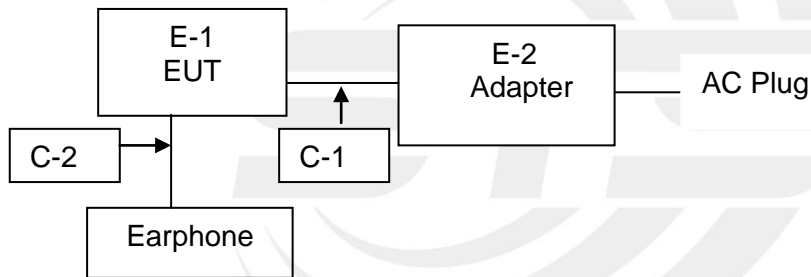 E-1
EUT
E-2
Adapter
AC Plug
C-2
C-1
Earphone